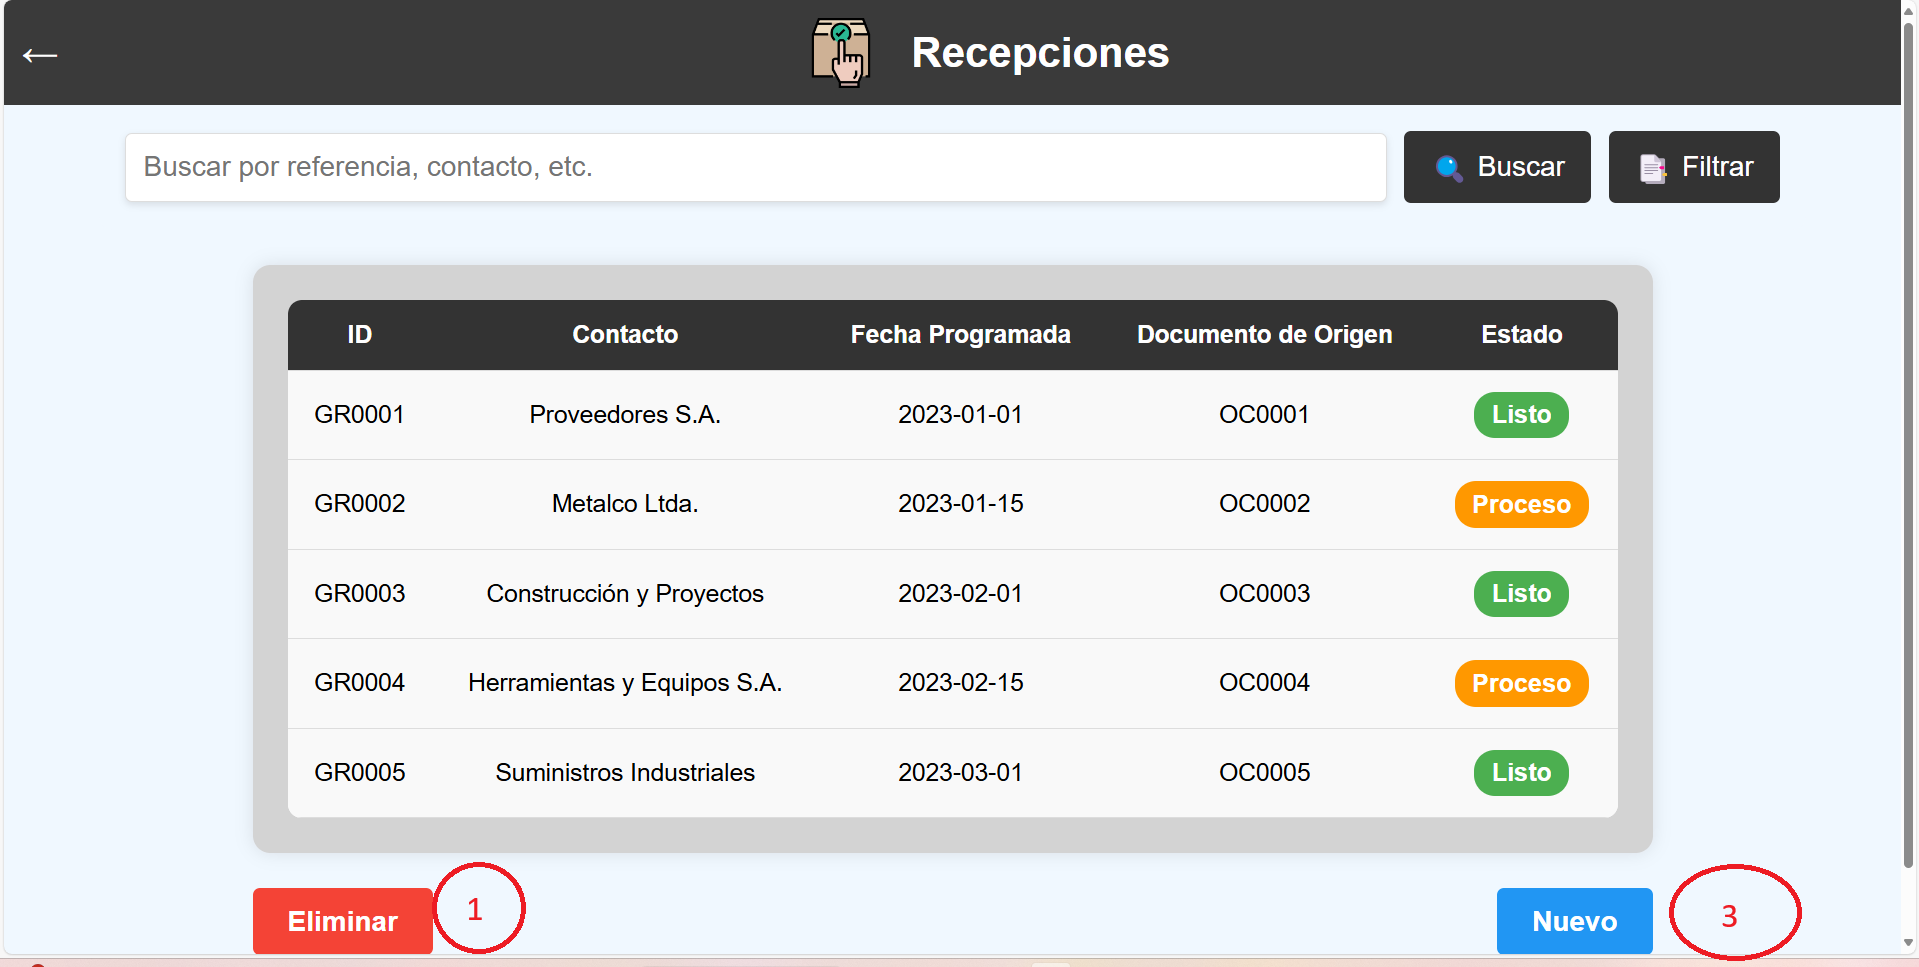 ← Recepciones
Buscar por referencia, contacto, etc. Buscar Filtrar
ID Contacto Fecha Programada Documento de Origen Estado
GR0001 Proveedores S.A. 2023-01-01 OC0001 Listo
GR0002 Metalco Ltda. 2023-01-15 OC0002 Proceso
GR0003 Construcción y Proyectos 2023-02-01 OC0003 Listo
GR0004 Herramientas y Equipos S.A. 2023-02-15 OC0004 Proceso
GR0005 Suministros Industriales 2023-03-01 OC0005 Listo
Eliminar 1 Nuevo 3